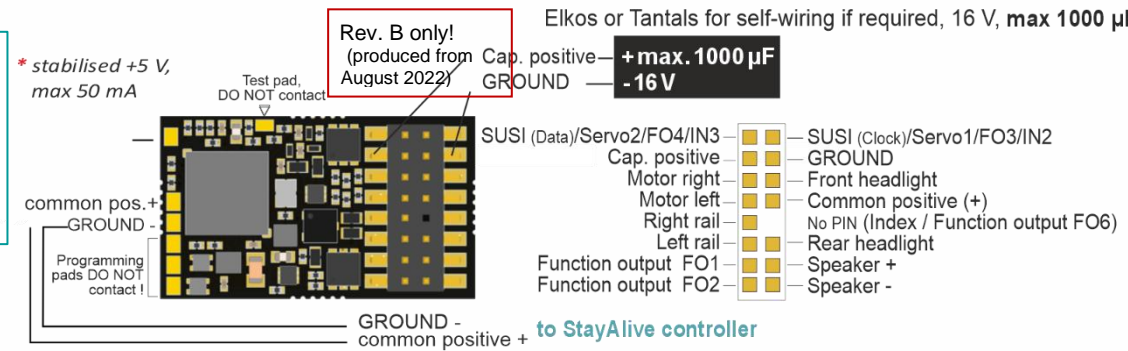 Elkos or Tantals for self-wiring if required, 16 V, max 1000 µF
Rev. B only!
(produced from
August 2022)
* stabilised +5 V,
max 50 mA
Test pad,
DO NOT contact
Cap. positive
GROUND
+max.1000µF
-16V
SUSI (Data)/Servo2/FO4/IN3
SUSI (Clock)/Servo1/FO3/IN2
Cap. positive
GROUND
Motor right
Front headlight
Motor left
Common positive (+)
Right rail
No PIN (Index / Function output FO6)
Left rail
Rear headlight
Function output FO1
Speaker +
Function output FO2
Speaker -
common pos.+
GROUND -
Programming
pads DO NOT
contact !
GROUND -
common positive +
to StayAlive controller